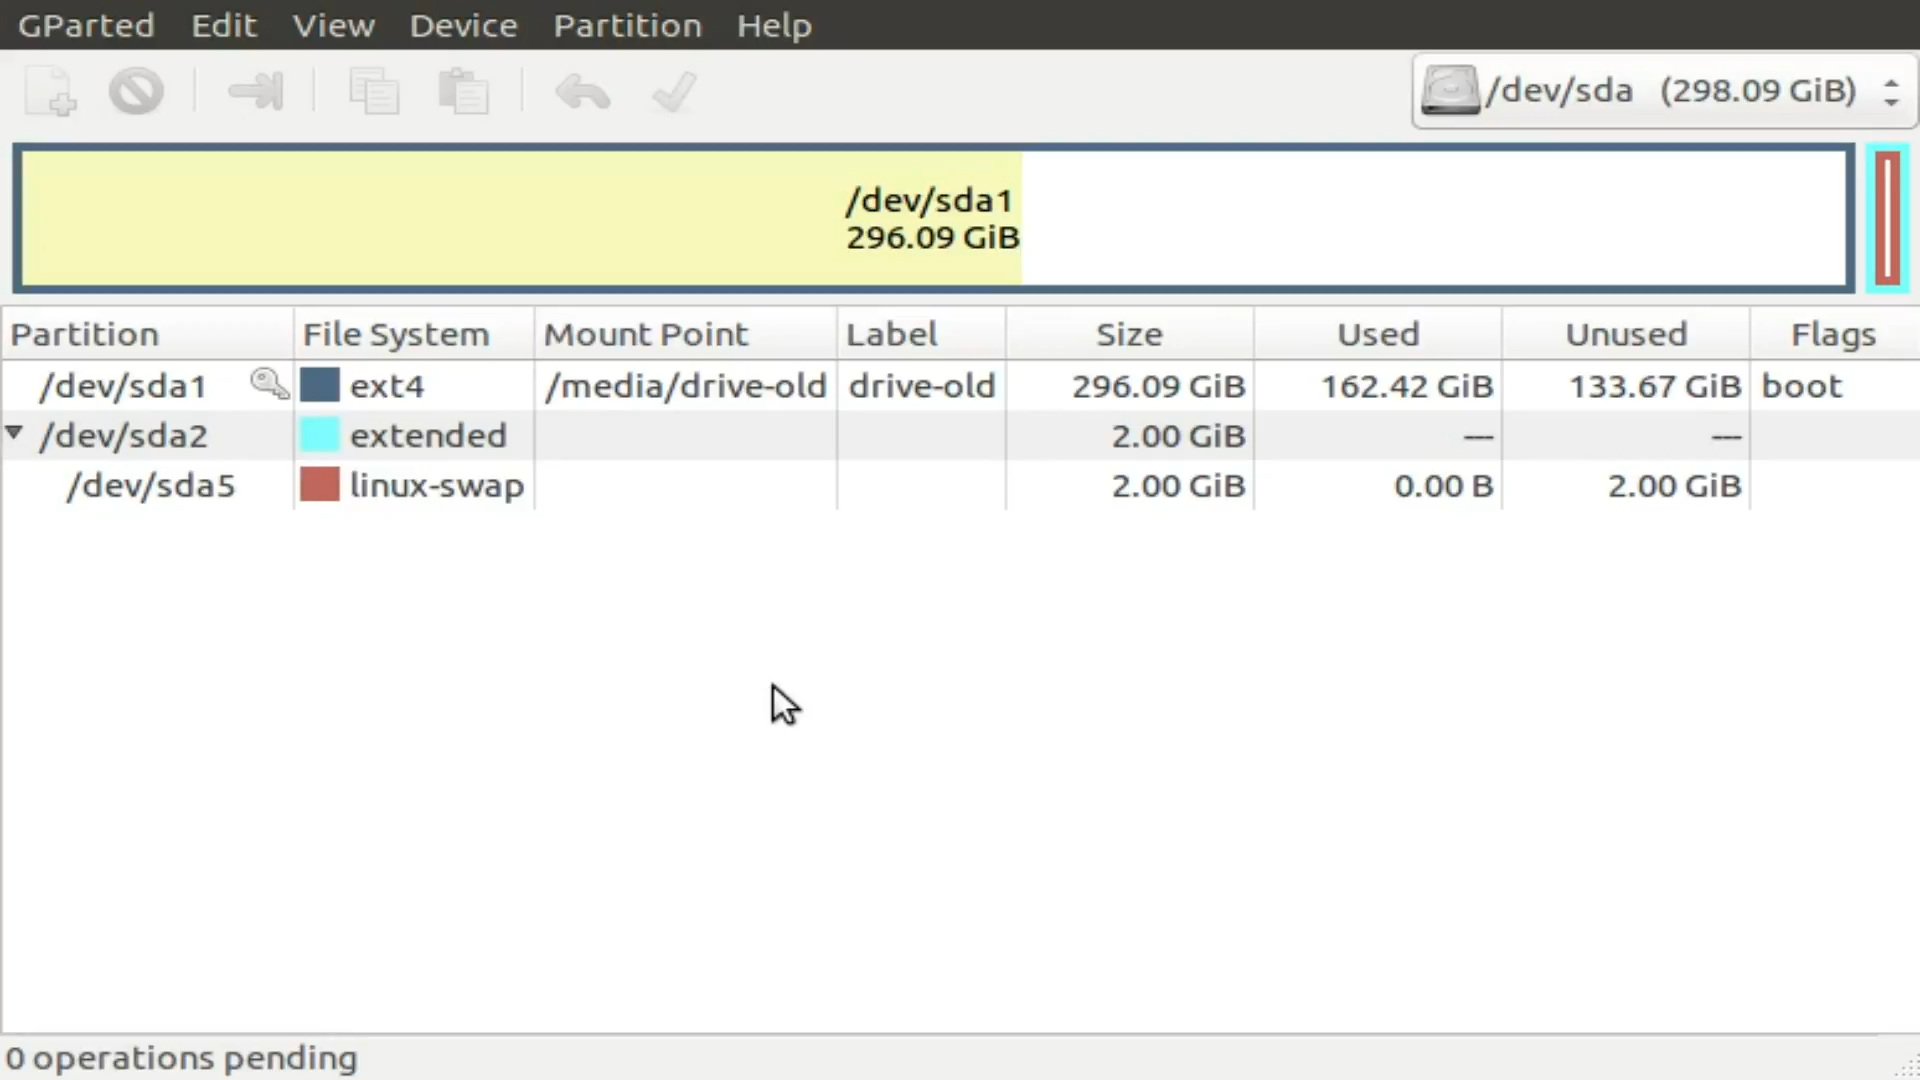 GParted Edit View Device Partition Help
/dev/sda (298.09 GiB)
/dev/sda1
296.09 GiB
Partition File System Mount Point Label Size Used Unused Flags
/dev/sda1 ext4 /media/drive-old drive-old 296.09 GiB 162.42 GiB 133.67 GiB boot
/dev/sda2 extended 2.00 GiB --- ---
/dev/sda5 linux-swap 2.00 GiB 0.00 B 2.00 GiB
0 operations pending